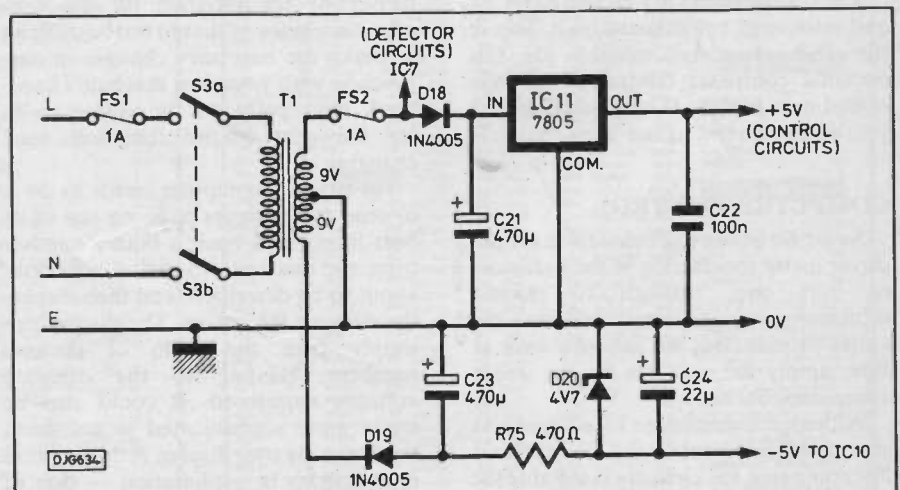 (DETECTOR
CIRCUITS)
IC7
L
FS1
1A
S3a
T1
FS2
1A
D18
1N4005
IN
IC11
7805
OUT
COM.
+5V
(CONTROL
CIRCUITS)
9V
9V
+
C21
470μ
C22
100n
N
S3b
E
0V
+
C23
470μ
D20
4V7
+
C24
22μ
D19
1N4005
R75 470Ω
-5V TO IC10
DJG634